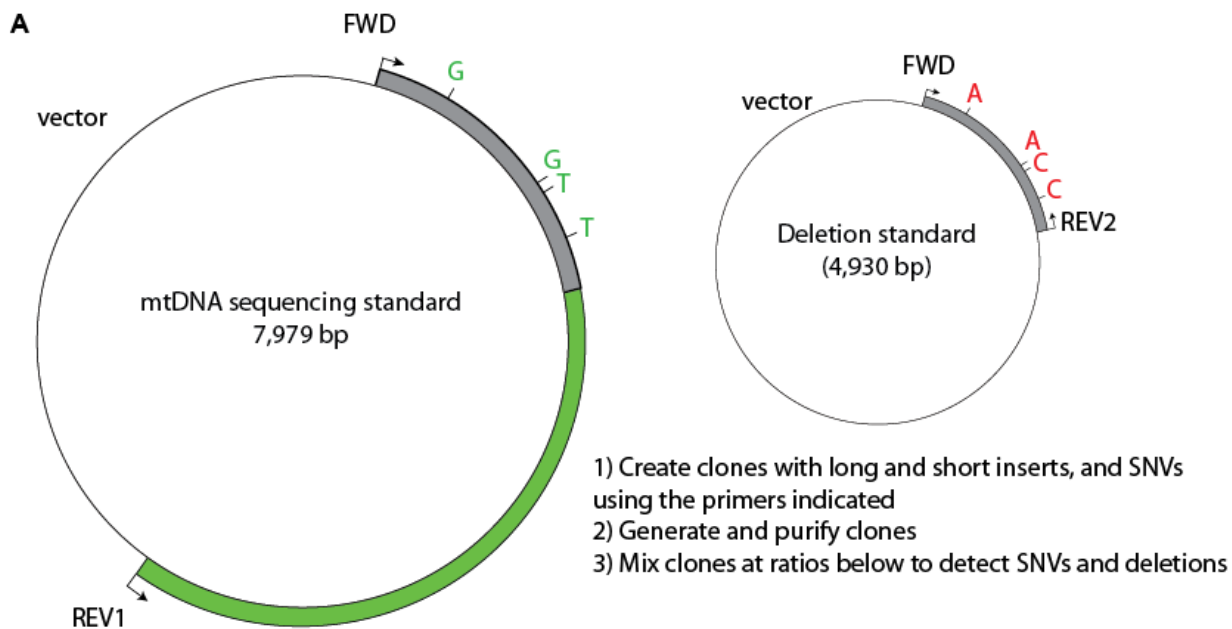 A
FWD
G
vector
G
T
T
mtDNA sequencing standard
7,979 bp
REV1
FWD
A
vector
A
C
C
REV2
Deletion standard
(4,930 bp)
1) Create clones with long and short inserts, and SNVs
using the primers indicated
2) Generate and purify clones
3) Mix clones at ratios below to detect SNVs and deletions